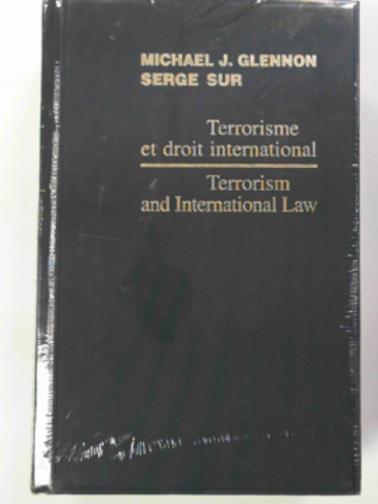 MICHAEL J. GLENNON
SERGE SUR
Terrorisme
et droit international
Terrorism
and International Law